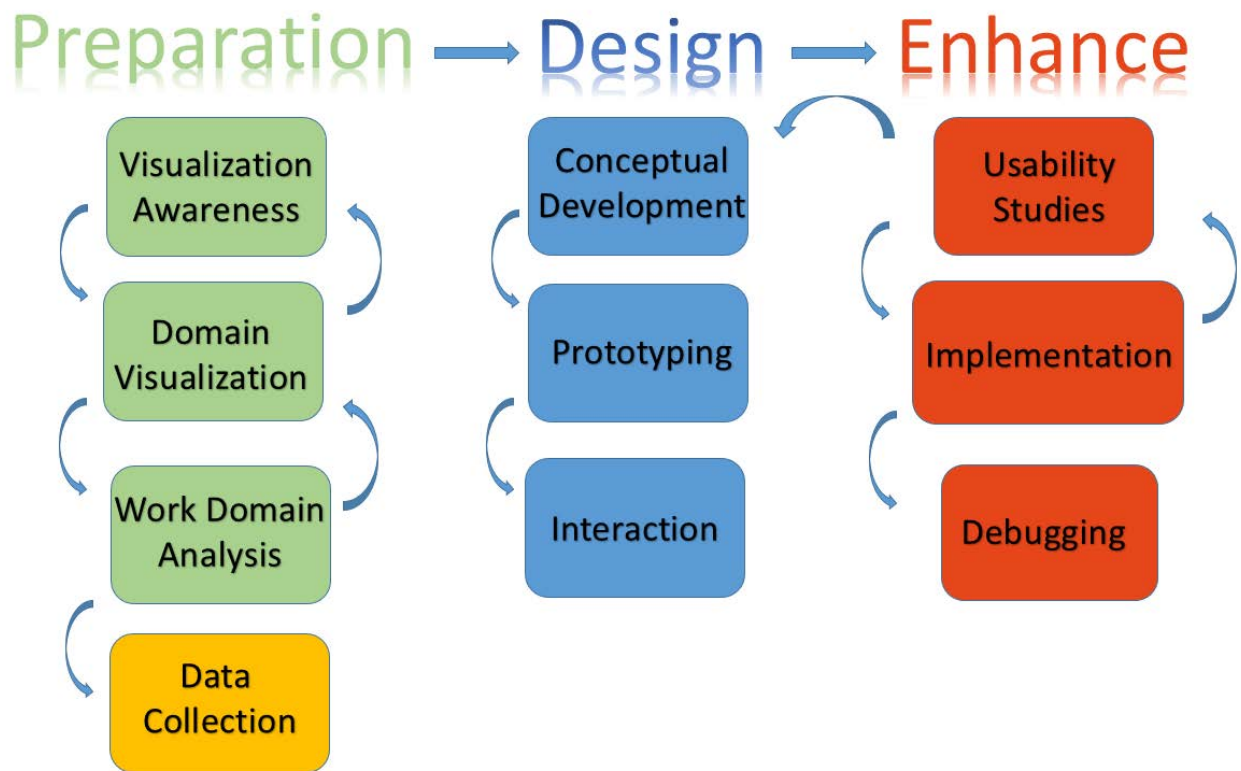 Preparation
Design
Enhance
Visualization
Awareness
Domain
Visualization
Work Domain
Analysis
Data
Collection
Conceptual
Development
Prototyping
Interaction
Usability
Studies
Implementation
Debugging